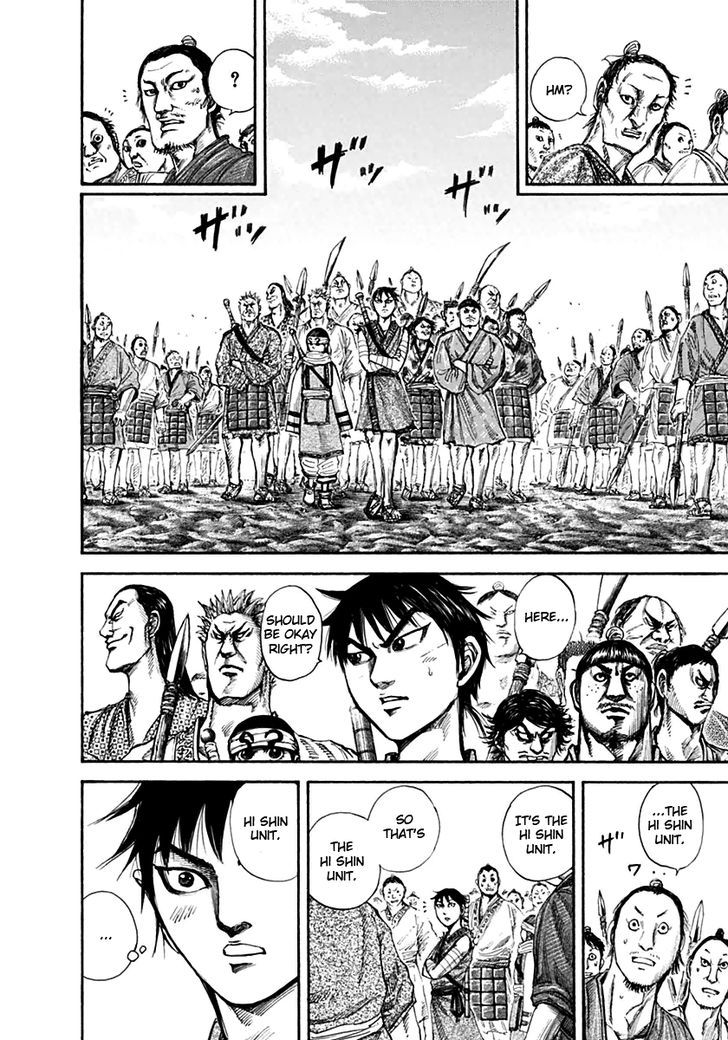 HM?
?
ザッ
ザッ
ザッ
HERE...
SHOULD
BE OKAY
RIGHT?
...THE
HI SHIN
UNIT.
ザワ
IT'S THE
HI SHIN
UNIT.
SO
THAT'S
THE
HI SHIN
UNIT.
HI SHIN
UNIT.
...